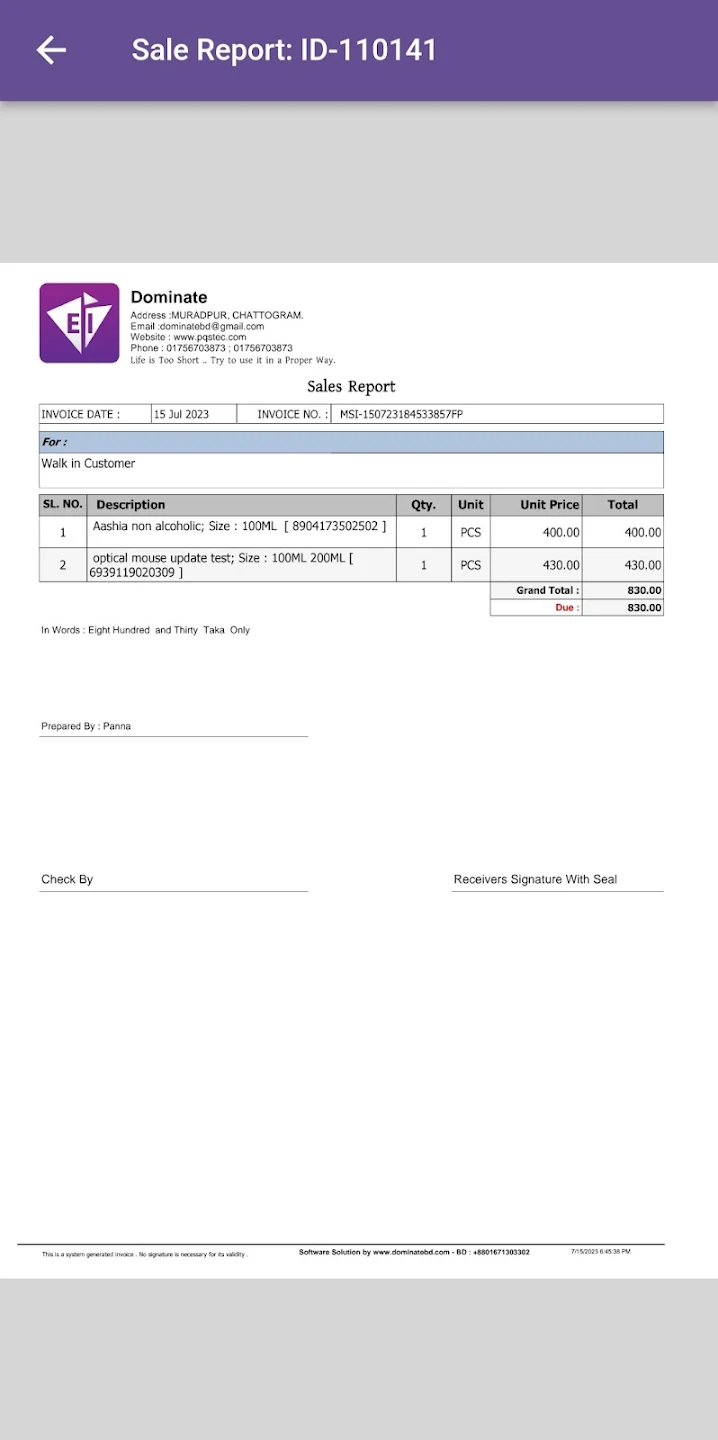 Sale Report: ID-110141
EI
Dominate
Address :MURADPUR, CHATTOGRAM.
Email :dominatebd@gmail.com
Website : www.pqstec.com
Phone : 01756703873 ; 01756703873
Life is Too Short .. Try to use it in a Proper Way.
Sales Report
INVOICE DATE : 15 Jul 2023 INVOICE NO. : MSI-150723184533857FP
For :
Walk in Customer
SL. NO. Description Qty. Unit Unit Price Total
1 Aashia non alcoholic; Size : 100ML [ 8904173502502 ] 1 PCS 400.00 400.00
2 optical mouse update test; Size : 100ML 200ML [ 1 PCS 430.00 430.00
6939119020309 ]
Grand Total : 830.00
Due : 830.00
In Words : Eight Hundred and Thirty Taka Only
Prepared By : Panna
Check By Receivers Signature With Seal
This is a system generated invoice . No signature is necessary for its validity . Software Solution by www.dominatebd.com - BD : +8801671303302 7/15/2023 6:45:38 PM